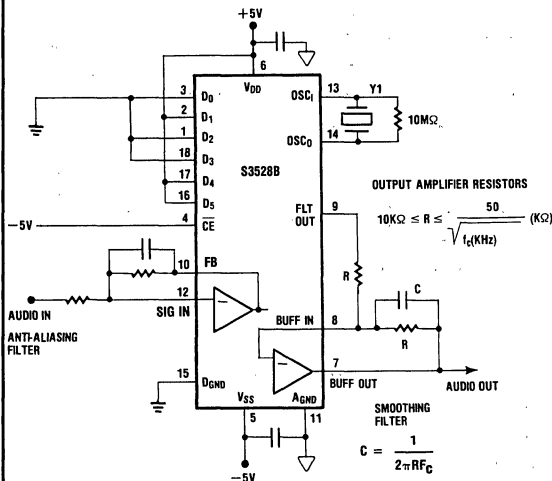 +5V
6
VDD
3 D0
2 D1
1 D2
18 D3
17 D4
16 D5
4 CE
−5V
S3528B
OSCI 13 Y1
10MΩ
OSCO 14
FLT OUT 9
OUTPUT AMPLIFIER RESISTORS
10KΩ ≤ R ≤ 50 / √fc(KHz) (KΩ)
R
10 FB
12 SIG IN
AUDIO IN
ANTI-ALIASING
FILTER
BUFF IN 8
C
R
7
BUFF OUT
AUDIO OUT
15 DGND
VSS
5
AGND
11
−5V
SMOOTHING
FILTER
C = 1 / 2πRFC